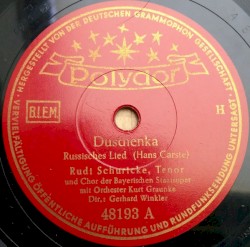 HERGESTELLT VON DER DEUTSCHEN GRAMMOPHON GESELLSCHAFT
Polydor
BIEM
H
Duschenka
Russisches Lied (Hans Carste)
Rudi Schuricke, Tenor
und Chor der Bayerischen Staatsoper
mit Orchester Kurt Graunke
Dir.: Gerhard Winkler
48193 A
VERVIELFÄLTIGUNG ÖFFENTLICHE AUFFÜHRUNG UND RUNDFUNKSENDUNG UNTERSAGT